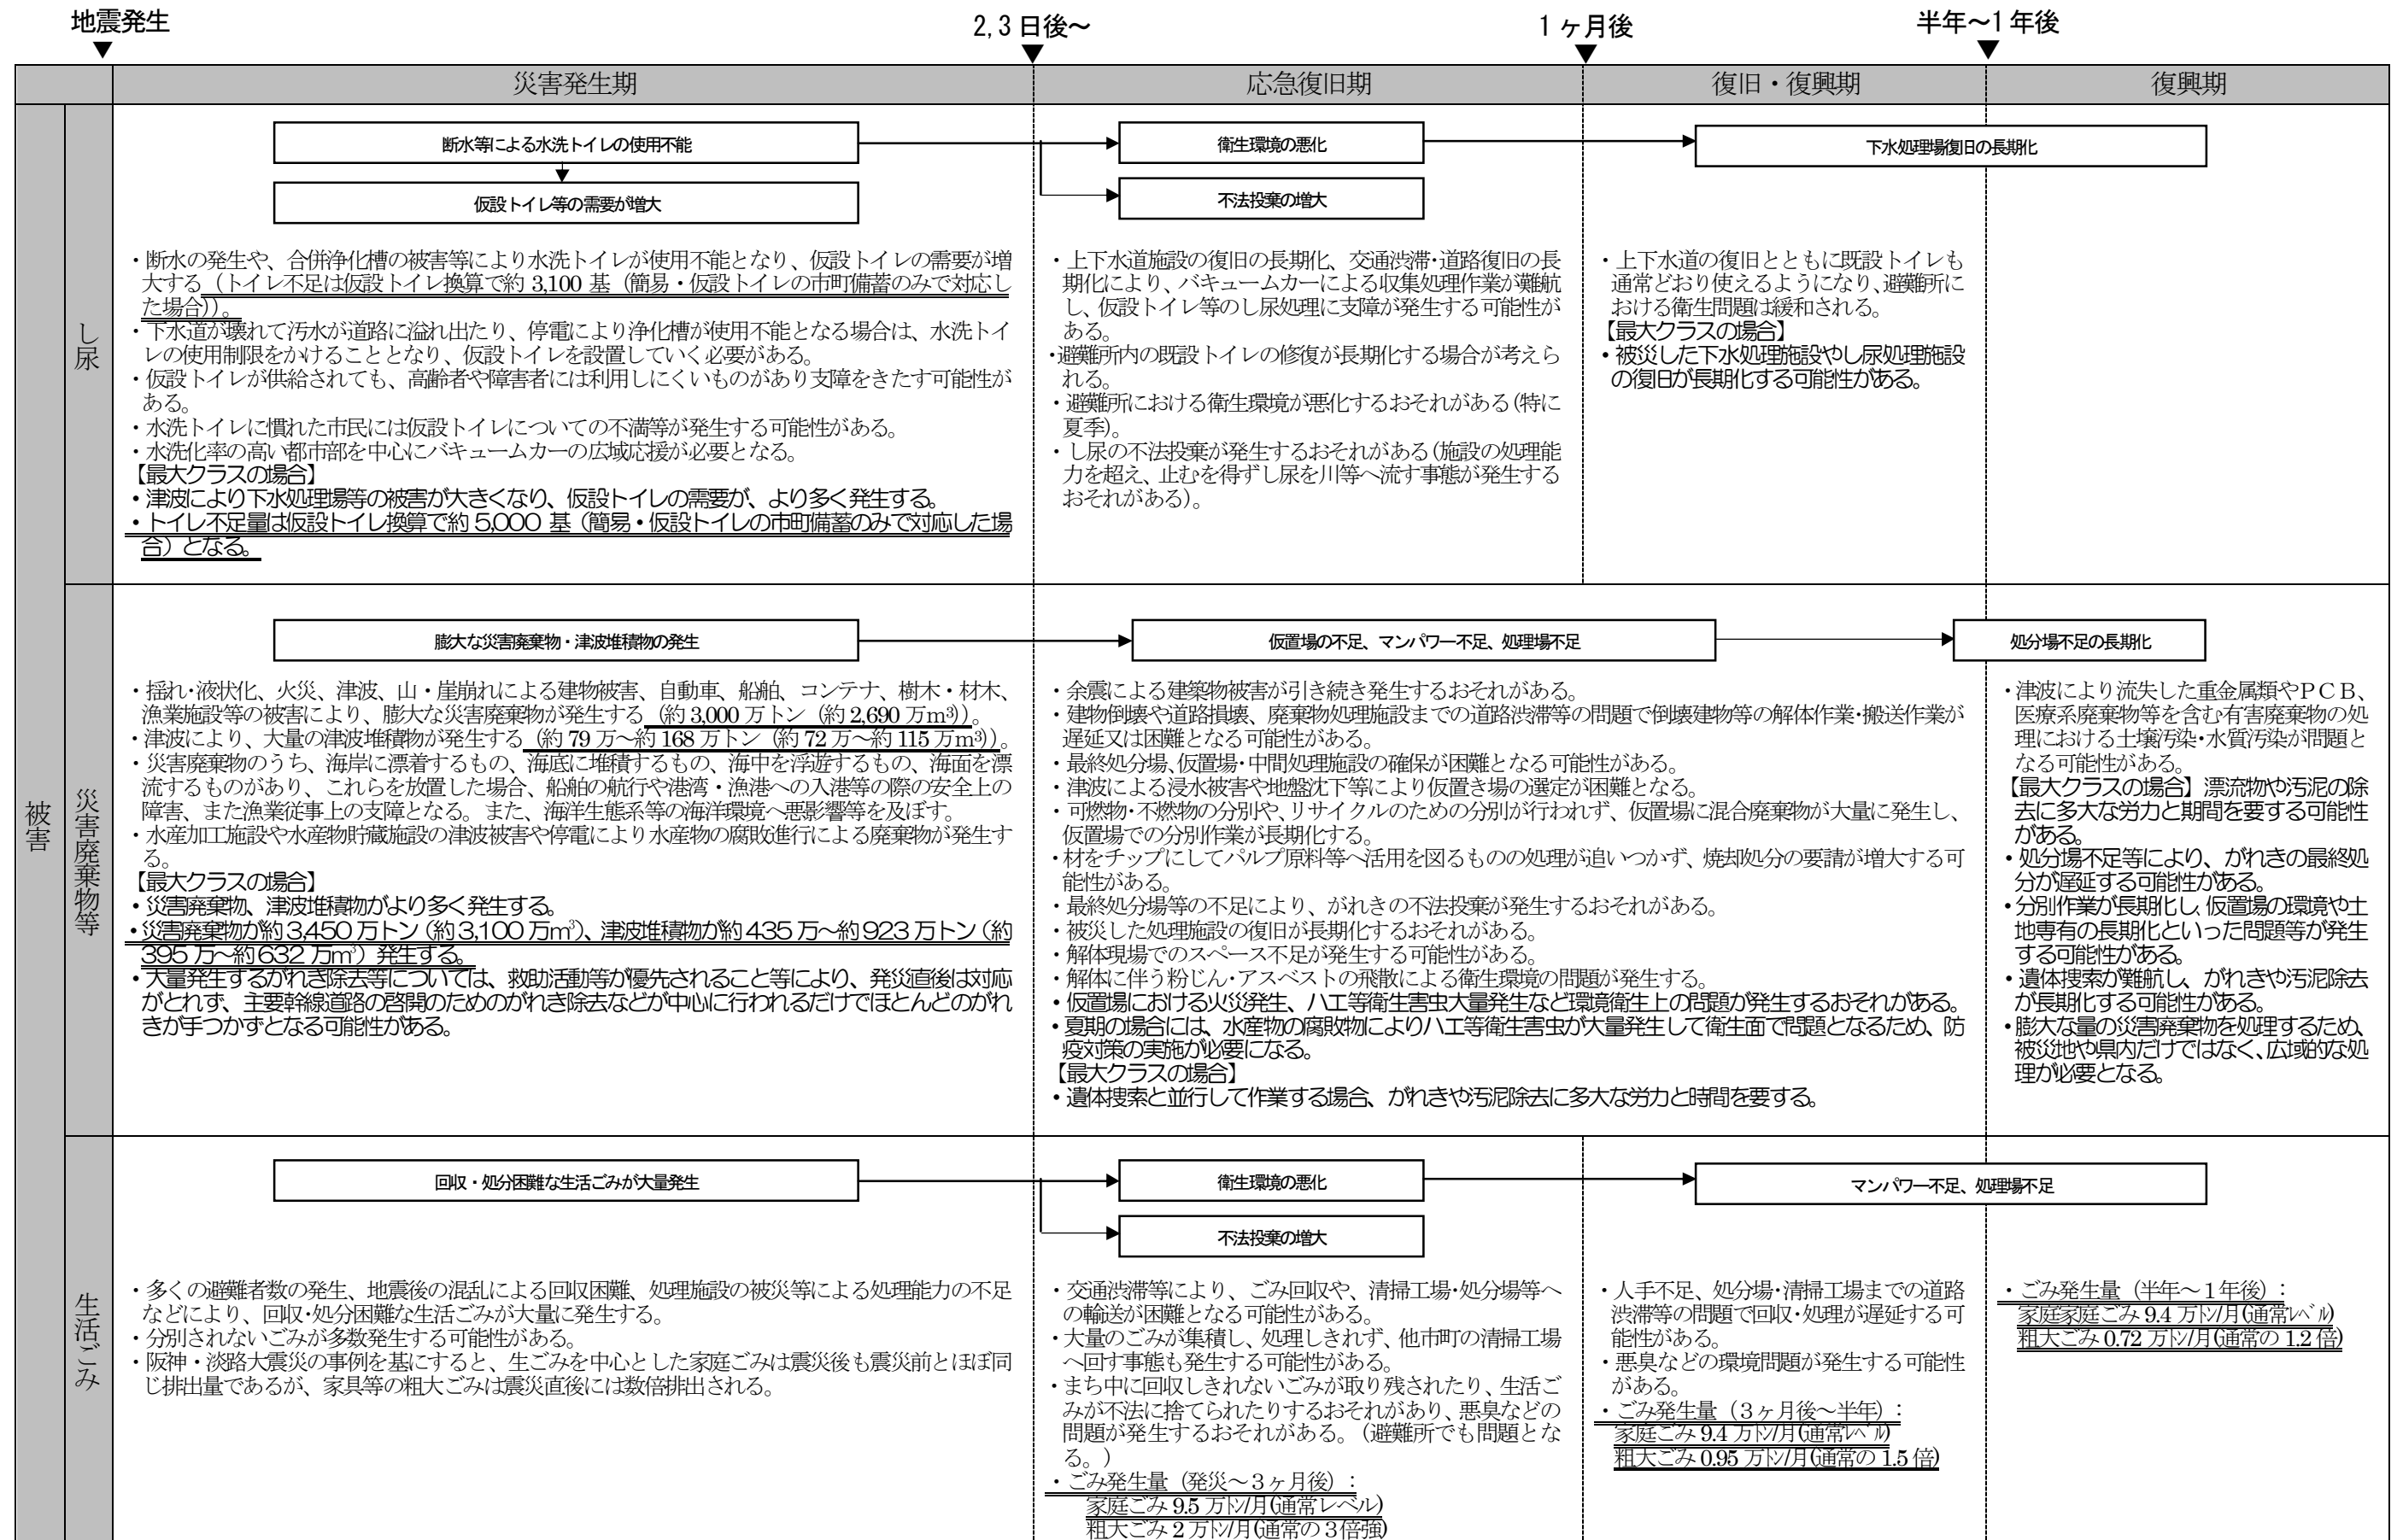 地震発生
2,3 日後～
1 ヶ月後
半年～1 年後
災害発生期
応急復旧期
復旧・復興期
復興期
被害
し尿
断水等による水洗トイレの使用不能
仮設トイレ等の需要が増大
衛生環境の悪化
不法投棄の増大
下水処理場復旧の長期化
・断水の発生や、合併浄化槽の被害等により水洗トイレが使用不能となり、仮設トイレの需要が増
大する（トイレ不足は仮設トイレ換算で約 3,100 基（簡易・仮設トイレの市町備蓄のみで対応し
た場合））。
・下水道が壊れて汚水が道路に溢れ出たり、停電により浄化槽が使用不能となる場合は、水洗トイ
レの使用制限をかけることとなり、仮設トイレを設置していく必要がある。
・仮設トイレが供給されても、高齢者や障害者には利用しにくいものがあり支障をきたす可能性が
ある。
・水洗トイレに慣れた市民には仮設トイレについての不満等が発生する可能性がある。
・水洗化率の高い都市部を中心にバキュームカーの広域応援が必要となる。
【最大クラスの場合】
・津波により下水処理場等の被害が大きくなり、仮設トイレの需要が、より多く発生する。
・トイレ不足量は仮設トイレ換算で約 5,000 基（簡易・仮設トイレの市町備蓄のみで対応した場
合）となる。
・上下水道施設の復旧の長期化、交通渋滞・道路復旧の長
期化により、バキュームカーによる収集処理作業が難航
し、仮設トイレ等のし尿処理に支障が発生する可能性が
ある。
・避難所内の既設トイレの修復が長期化する場合が考えら
れる。
・避難所における衛生環境が悪化するおそれがある(特に
夏季)。
・し尿の不法投棄が発生するおそれがある(施設の処理能
力を超え、止むを得ずし尿を川等へ流す事態が発生する
おそれがある)。
・上下水道の復旧とともに既設トイレも
通常どおり使えるようになり、避難所に
おける衛生問題は緩和される。
【最大クラスの場合】
・被災した下水処理施設やし尿処理施設
の復旧が長期化する可能性がある。
災害廃棄物等
膨大な災害廃棄物・津波堆積物の発生
仮置場の不足、マンパワー不足、処理場不足
処分場不足の長期化
・揺れ・液状化、火災、津波、山・崖崩れによる建物被害、自動車、船舶、コンテナ、樹木・材木、
漁業施設等の被害により、膨大な災害廃棄物が発生する（約 3,000 万トン（約 2,690 万m³））。
・津波により、大量の津波堆積物が発生する（約 79 万～約 168 万トン（約 72 万～約 115 万m³））。
・災害廃棄物のうち、海岸に漂着するもの、海底に堆積するもの、海中を浮遊するもの、海面を漂
流するものがあり、これらを放置した場合、船舶の航行や港湾・漁港への入港等の際の安全上の
障害、また漁業従事上の支障となる。また、海洋生態系等の海洋環境へ悪影響等を及ぼす。
・水産加工施設や水産物貯蔵施設の津波被害や停電により水産物の腐敗進行による廃棄物が発生す
る。
【最大クラスの場合】
・災害廃棄物、津波堆積物がより多く発生する。
・災害廃棄物が約 3,450 万トン（約 3,100 万㎥）、津波堆積物が約 435 万～約 923 万トン（約
395 万～約 632 万㎥）発生する。
・大量発生するがれき除去等については、救助活動等が優先されること等により、発災直後は対応
がとれず、主要幹線道路の啓開のためのがれき除去などが中心に行われるだけでほとんどのがれ
きが手つかずとなる可能性がある。
・余震による建築物被害が引き続き発生するおそれがある。
・建物倒壊や道路損壊、廃棄物処理施設までの道路渋滞等の問題で倒壊建物等の解体作業・搬送作業が
遅延又は困難となる可能性がある。
・最終処分場、仮置場・中間処理施設の確保が困難となる可能性がある。
・津波による浸水被害や地盤沈下等により仮置き場の選定が困難となる。
・可燃物・不燃物の分別や、リサイクルのための分別が行われず、仮置場に混合廃棄物が大量に発生し、
仮置場での分別作業が長期化する。
・材をチップにしてパルプ原料等へ活用を図るものの処理が追いつかず、焼却処分の要請が増大する可
能性がある。
・最終処分場等の不足により、がれきの不法投棄が発生するおそれがある。
・被災した処理施設の復旧が長期化するおそれがある。
・解体現場でのスペース不足が発生する可能性がある。
・解体に伴う粉じん・アスベストの飛散による衛生環境の問題が発生する。
・仮置場における火災発生、ハエ等衛生害虫大量発生など環境衛生上の問題が発生するおそれがある。
・夏期の場合には、水産物の腐敗物によりハエ等衛生害虫が大量発生して衛生面で問題となるため、防
疫対策の実施が必要になる。
【最大クラスの場合】
・遺体捜索と並行して作業する場合、がれきや汚泥除去に多大な労力と時間を要する。
・津波により流失した重金属類やＰＣＢ、
医療系廃棄物等を含む有害廃棄物の処
理における土壌汚染・水質汚染が問題と
なる可能性がある。
【最大クラスの場合】漂流物や汚泥の除
去に多大な労力と期間を要する可能性
がある。
・処分場不足等により、がれきの最終処
分が遅延する可能性がある。
・分別作業が長期化し、仮置場の環境や土
地専有の長期化といった問題等が発生
する可能性がある。
・遺体捜索が難航し、がれきや汚泥除去
が長期化する可能性がある。
・膨大な量の災害廃棄物を処理するため、
被災地や県内だけではなく、広域的な処
理が必要となる。
生活ごみ
回収・処分困難な生活ごみが大量発生
衛生環境の悪化
不法投棄の増大
マンパワー不足、処理場不足
・多くの避難者数の発生、地震後の混乱による回収困難、処理施設の被災等による処理能力の不足
などにより、回収・処分困難な生活ごみが大量に発生する。
・分別されないごみが多数発生する可能性がある。
・阪神・淡路大震災の事例を基にすると、生ごみを中心とした家庭ごみは震災後も震災前とほぼ同
じ排出量であるが、家具等の粗大ごみは震災直後には数倍排出される。
・交通渋滞等により、ごみ回収や、清掃工場・処分場等へ
の輸送が困難となる可能性がある。
・大量のごみが集積し、処理しきれず、他市町の清掃工場
へ回す事態も発生する可能性がある。
・まち中に回収しきれないごみが取り残されたり、生活ご
みが不法に捨てられたりするおそれがあり、悪臭などの
問題が発生するおそれがある。（避難所でも問題とな
る。）
・ごみ発生量（発災～３ヶ月後）：
家庭ごみ 9.5 万㌧/月(通常レベル)
粗大ごみ 2 万㌧/月(通常の 3 倍強)
・人手不足、処分場・清掃工場までの道路
渋滞等の問題で回収・処理が遅延する可
能性がある。
・悪臭などの環境問題が発生する可能性
がある。
・ごみ発生量（３ヶ月後～半年）：
家庭ごみ 9.4 万㌧/月(通常ﾚﾍﾞﾙ)
粗大ごみ 0.95 万㌧/月(通常の 1.5 倍)
・ごみ発生量（半年～１年後）：
家庭家庭ごみ 9.4 万㌧/月(通常ﾚﾍﾞﾙ)
粗大ごみ 0.72 万㌧/月(通常の 1.2 倍)